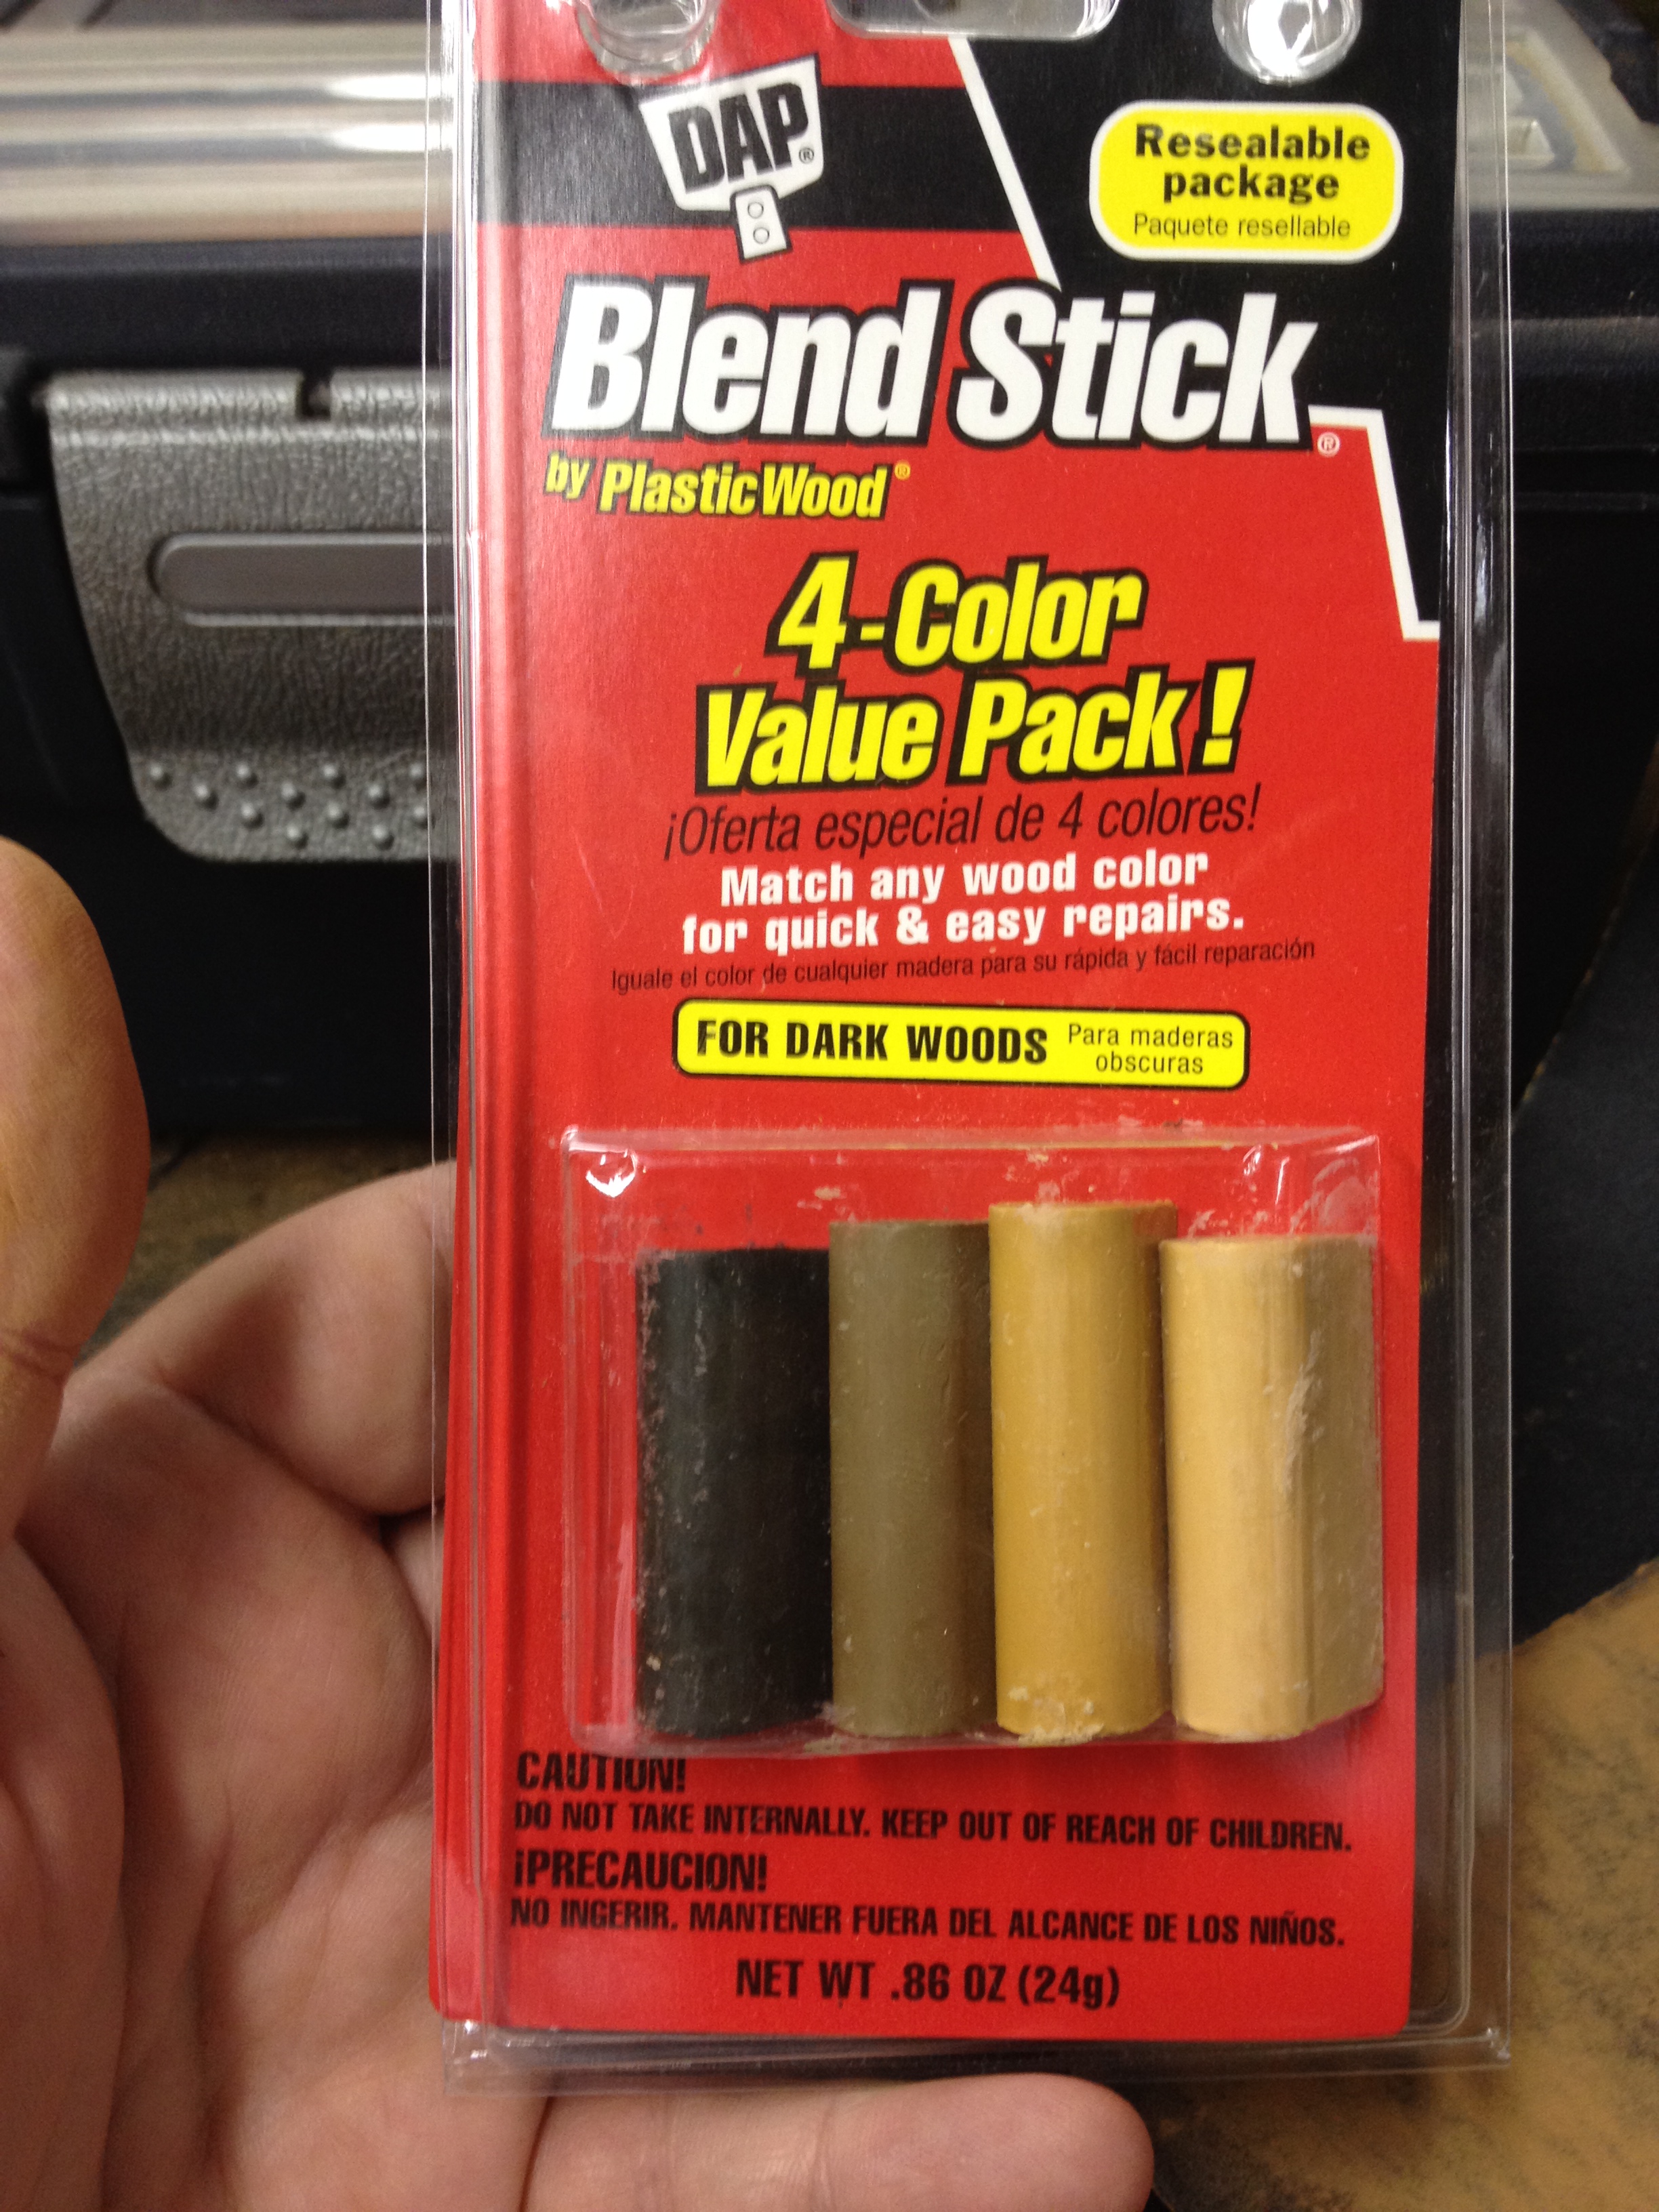 DAP®
Resealable
package
Paquete resellable
Blend Stick®
by Plastic Wood®
4-Color
Value Pack!
¡Oferta especial de 4 colores!
Match any wood color
for quick & easy repairs.
Iguale el color de cualquier madera para su rápida y fácil reparación
FOR DARK WOODS
Para maderas
obscuras
CAUTION!
DO NOT TAKE INTERNALLY. KEEP OUT OF REACH OF CHILDREN.
¡PRECAUCION!
NO INGERIR. MANTENER FUERA DEL ALCANCE DE LOS NIÑOS.
NET WT .86 OZ (24g)